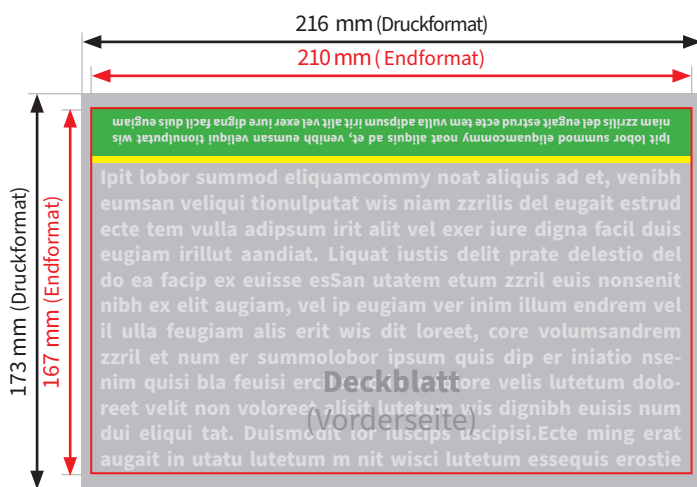 216 mm (Druckformat)
210 mm (Endformat)
173 mm (Druckformat)
167 mm (Endformat)
Ipit lobor summod eliquamcommy noat aliquis ad et, venibh eumsan veliqui tionulputat wis
niam zzrilis del eugait estrud ecte tem vulla adipsum irit alit vel exer iure digna facil duis eugiam
Ipit lobor summod eliquamcommy noat aliquis ad et, venibh
eumsan veliqui tionulputat wis niam zzrilis del eugait estrud
ecte tem vulla adipsum irit alit vel exer iure digna facil duis
eugiam irillut aandiat. Liquat iustis delit prate delestio del
do ea facip ex euisse esSan utatem etum zzril euis nonsenit
nibh ex elit augiam, vel ip eugiam ver inim illum endrem vel
il ulla feugiam alis erit wis dit loreet, core volumsandrem
zzril et num er summolobor ipsum quis dip er iniatio nse-
nim quisi bla feuisi velis lutetum dolo-
reet velit non voloreet dignibh euisis num
dui eliqui tat. Duismodit uscipisi.Ecte ming erat
augait in utatu lutetum m nit wisci lutetum essequis erostie
Deckblatt
(Vorderseite)